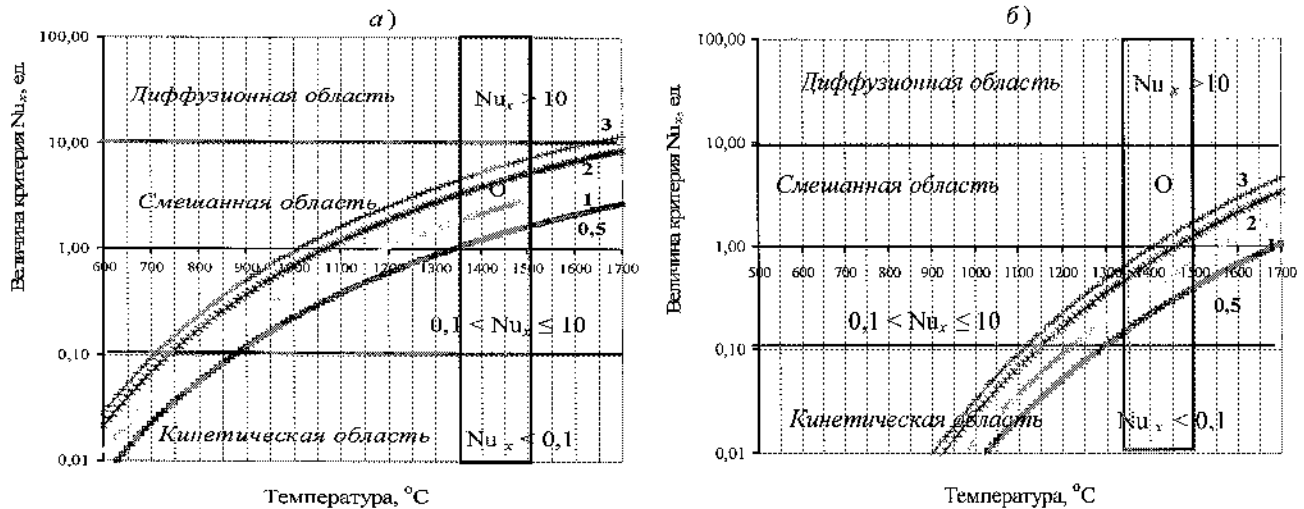 а)
100,00
Диффузионная область
Nuₓ > 10
10,00
3
2
О
Смешанная область
1
0,5
1,00
600 700 800 900 1000 1100 1200 1300 1400 1500 1600 1700
0,1 < Nuₓ ≤ 10
0,10
Кинетическая область
Nuₓ < 0,1
0,01
Величина критерия Nuₓ, ед.
Температура, °С
б)
100,00
Диффузионная область
Nuₓ >10
10,00
Смешанная область
О
3
2
1,00
1
500 600 700 800 900 1000 1100 1200 1300 1400 1500 1600 1700
0,5
0,1 < Nuₓ ≤ 10
0,10
Кинетическая область
Nuₓ < 0,1
0,01
Величина критерия Nuₓ, ед.
Температура, °С